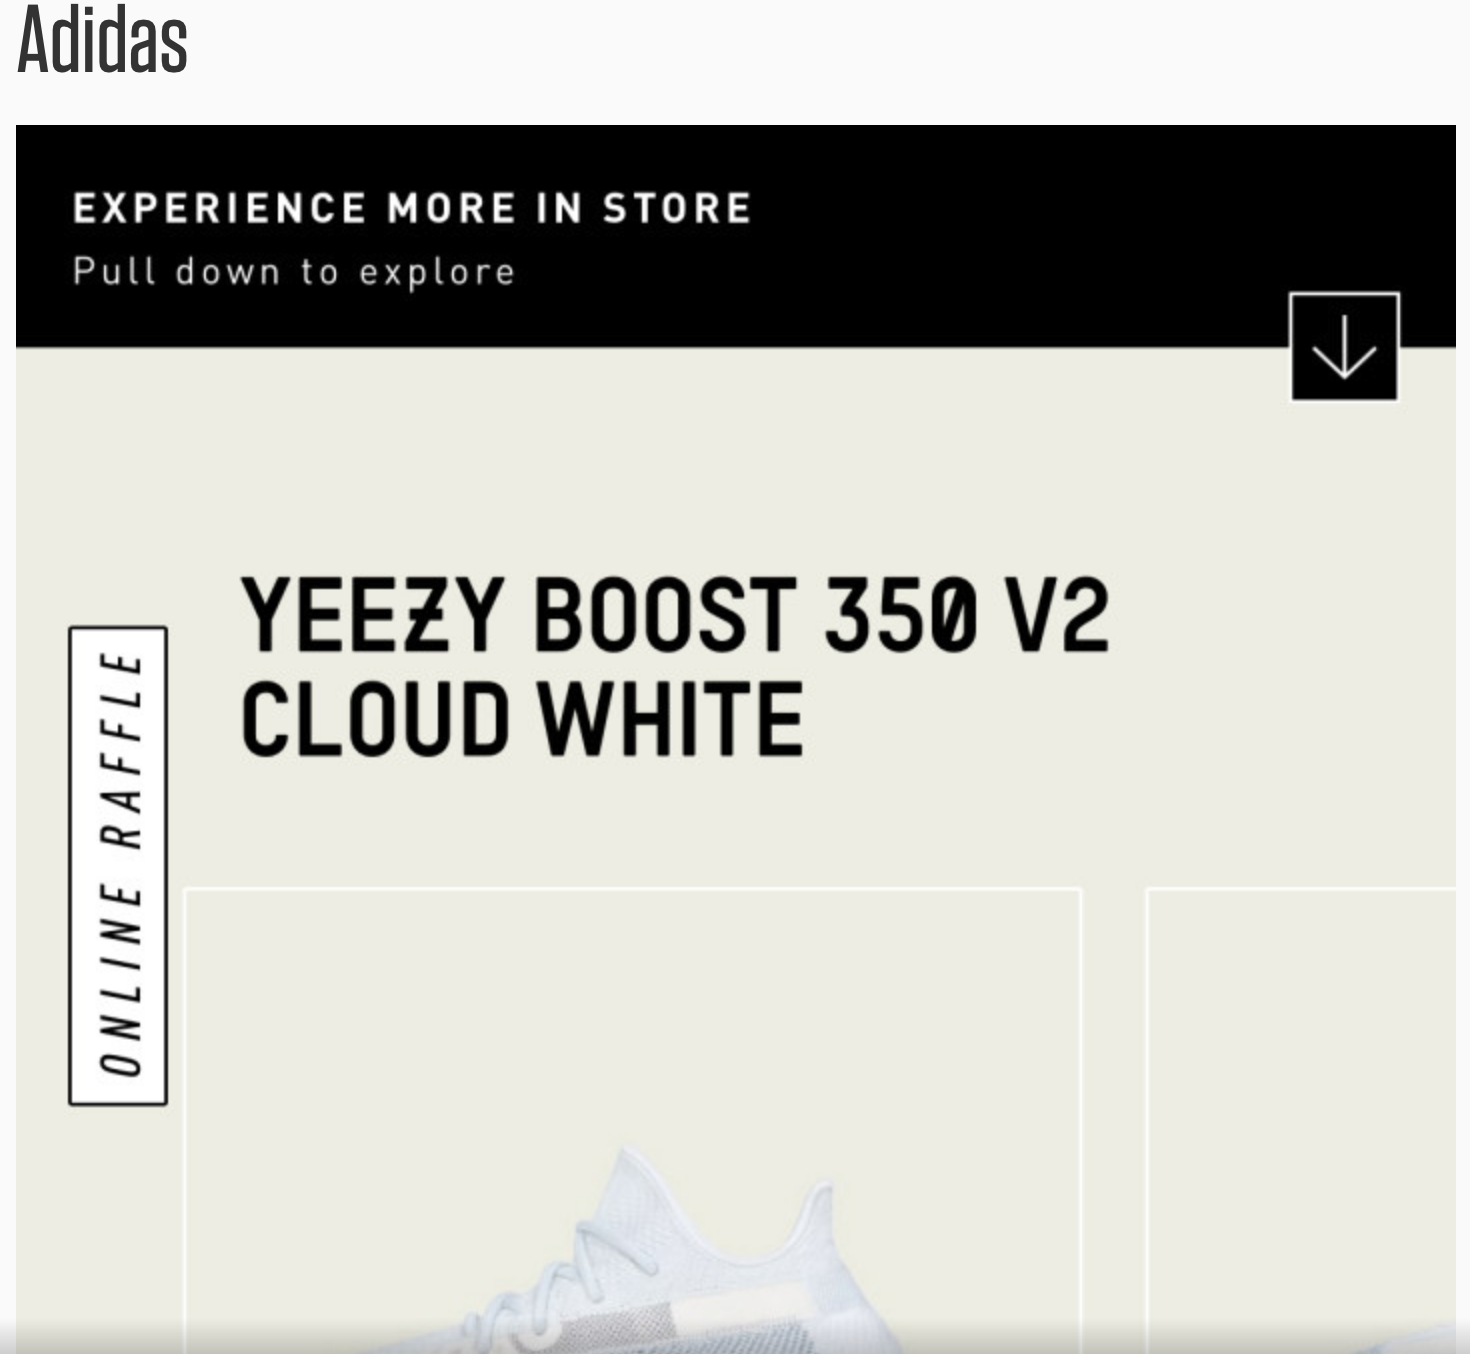 Adidas
EXPERIENCE MORE IN STORE
Pull down to explore
YEEZY BOOST 350 V2
CLOUD WHITE
ONLINE RAFFLE